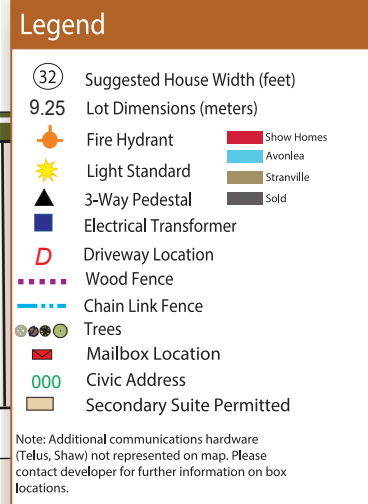 Legend
32 Suggested House Width (feet)
9.25 Lot Dimensions (meters)
Fire Hydrant
Show Homes
Avonlea
Light Standard
Stranville
3-Way Pedestal
Sold
Electrical Transformer
D Driveway Location
Wood Fence
Chain Link Fence
Trees
Mailbox Location
000 Civic Address
Secondary Suite Permitted
Note: Additional communications hardware
(Telus, Shaw) not represented on map. Please
contact developer for further information on box
locations.